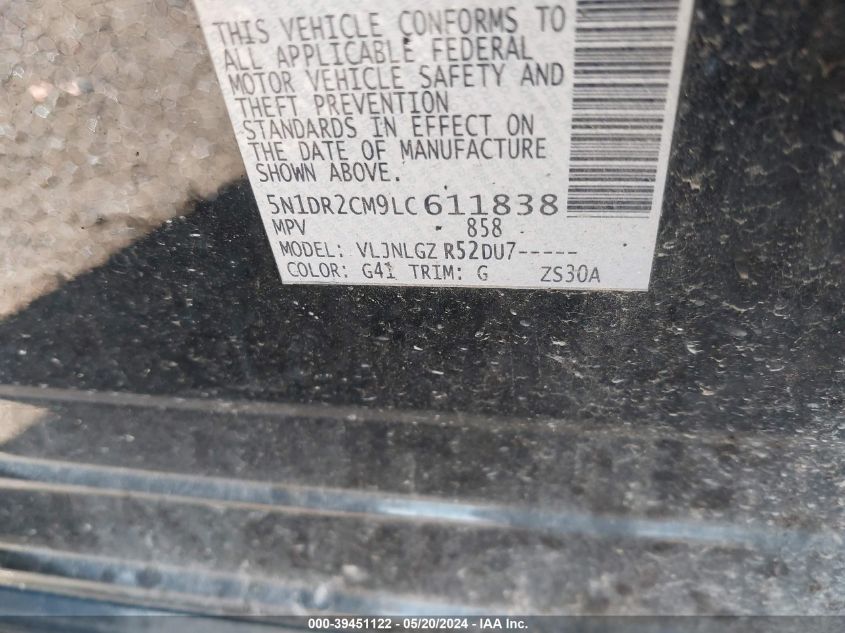 THIS VEHICLE CONFORMS TO
ALL APPLICABLE FEDERAL
MOTOR VEHICLE SAFETY AND
THEFT PREVENTION
STANDARDS IN EFFECT ON
THE DATE OF MANUFACTURE
SHOWN ABOVE.
5N1DR2CM9LC611838
MPV 858
MODEL: VLJNLGZ R52DU7-----
COLOR: G41 TRIM: G ZS30A
000-39451122 - 05/20/2024 - IAA Inc.